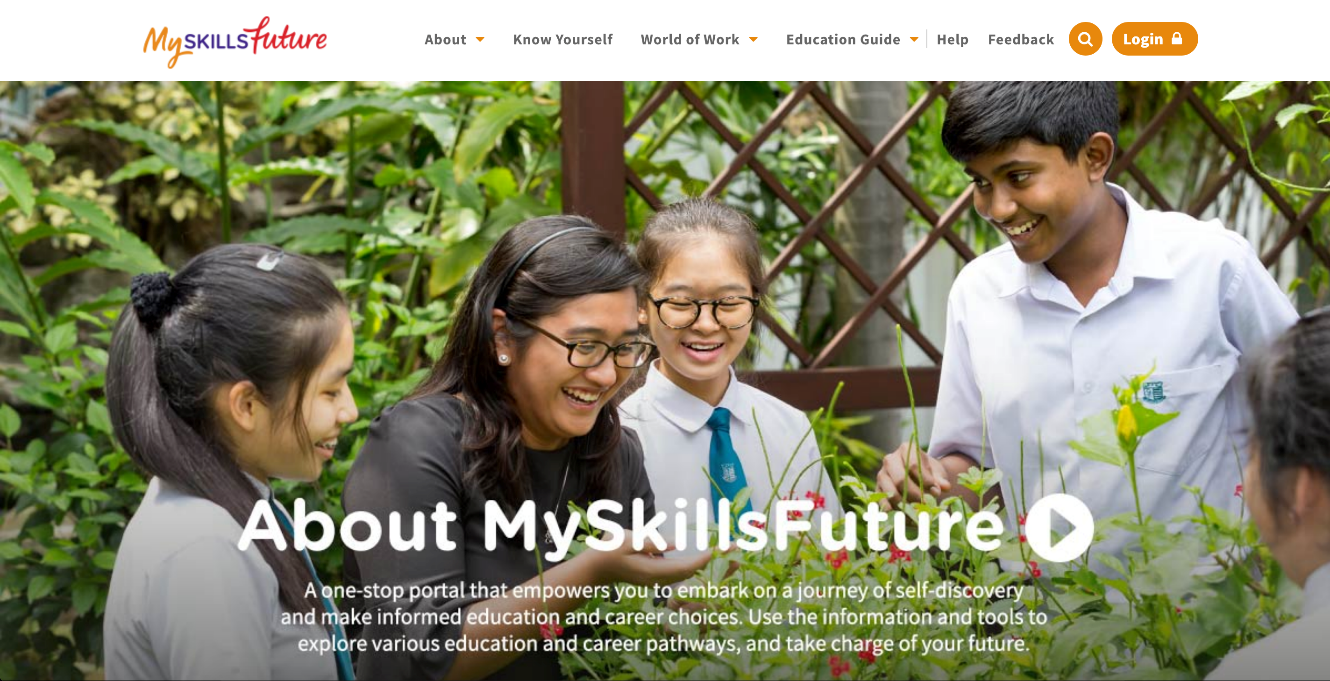 MySKILLSFuture
About
Know Yourself
World of Work
Education Guide
Help
Feedback
Login
About MySkillsFuture
A one-stop portal that empowers you to embark on a journey of self-discovery
and make informed education and career choices. Use the information and tools to
explore various education and career pathways, and take charge of your future.